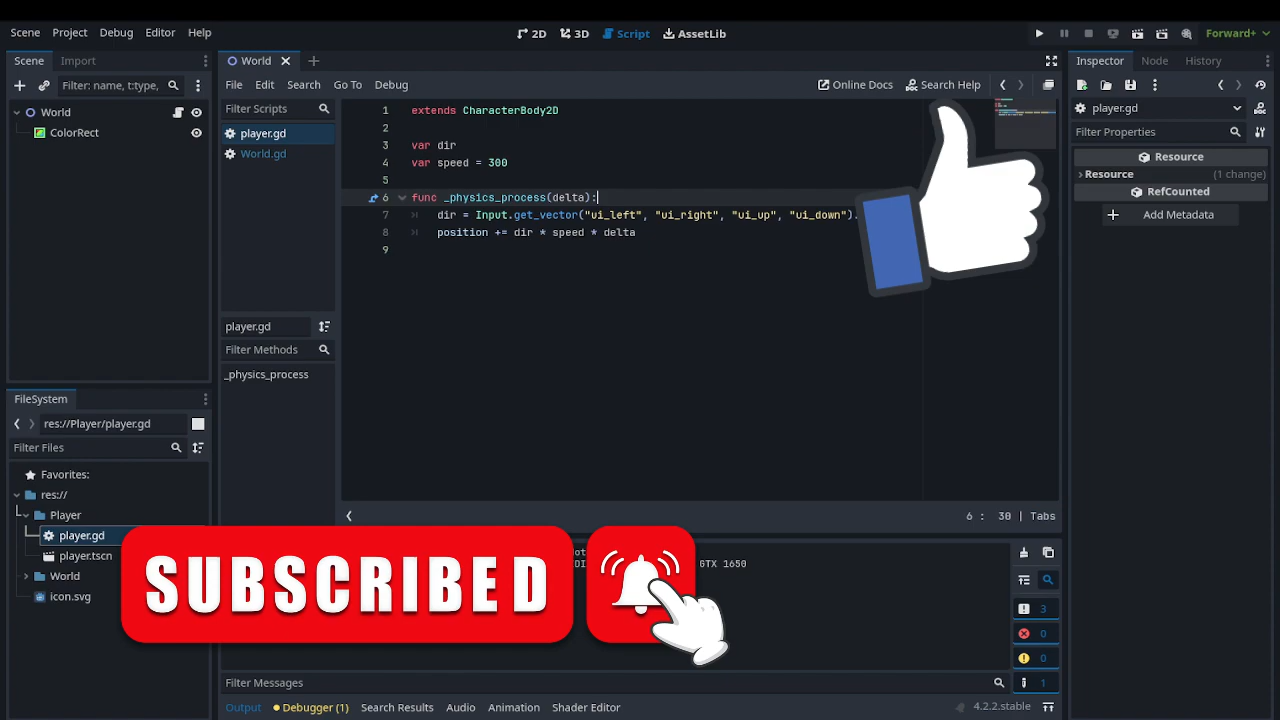 Scene Project Debug Editor Help
2D 3D Script AssetLib
Forward+
Scene Import
World
Inspector Node History
Filter: name, t:type,
File Edit Search Go To Debug
Online Docs Search Help
World
ColorRect
Filter Scripts
player.gd
World.gd
player.gd
Filter Methods
_physics_process
1 extends CharacterBody2D
2
3 var dir
4 var speed = 300
5
6 func _physics_process(delta):
7 dir = Input.get_vector("ui_left", "ui_right", "ui_up", "ui_down").
8 position += dir * speed * delta
9
6 : 30 | Tabs
player.gd
Filter Properties
Resource
Resource (1 change)
RefCounted
Add Metadata
FileSystem
res://Player/player.gd
Filter Files
Favorites:
res://
Player
player.gd
player.tscn
World
icon.svg
SUBSCRIBED
GTX 1650
3
0
0
1
Filter Messages
Output Debugger (1) Search Results Audio Animation Shader Editor
4.2.2.stable